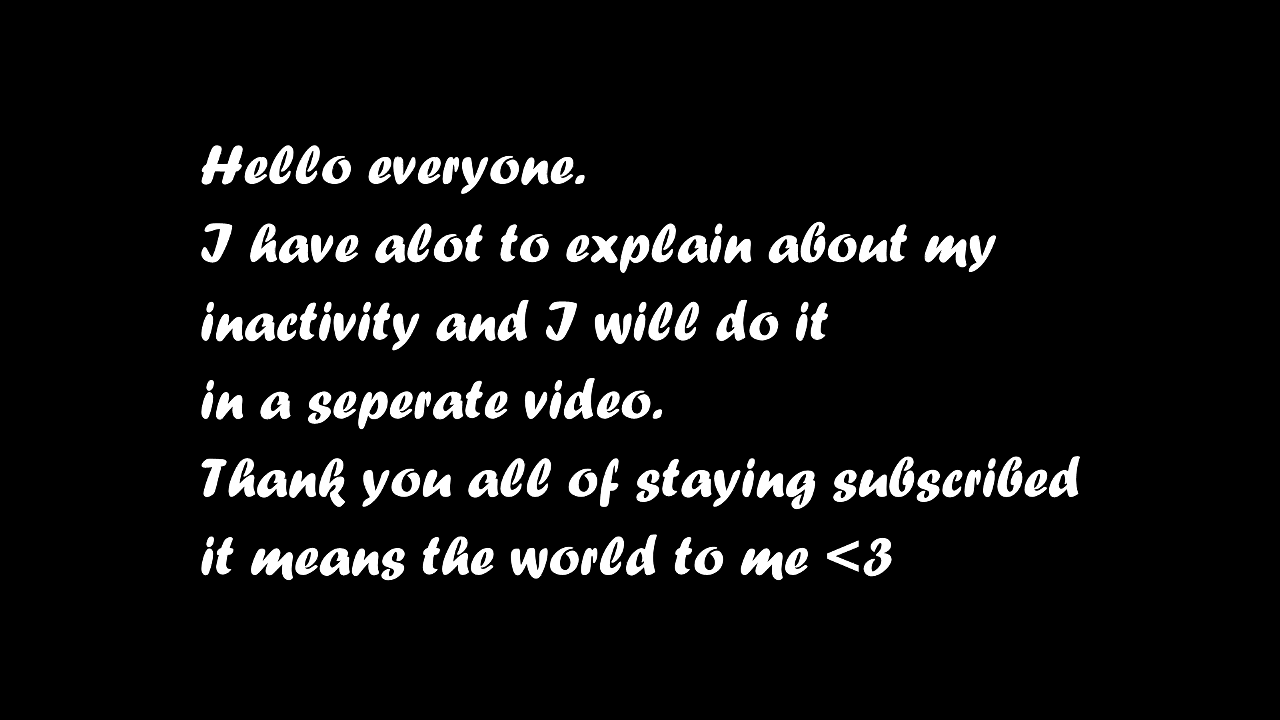 Hello everyone.
I have alot to explain about my
inactivity and I will do it
in a seperate video.
Thank you all of staying subscribed
it means the world to me <3